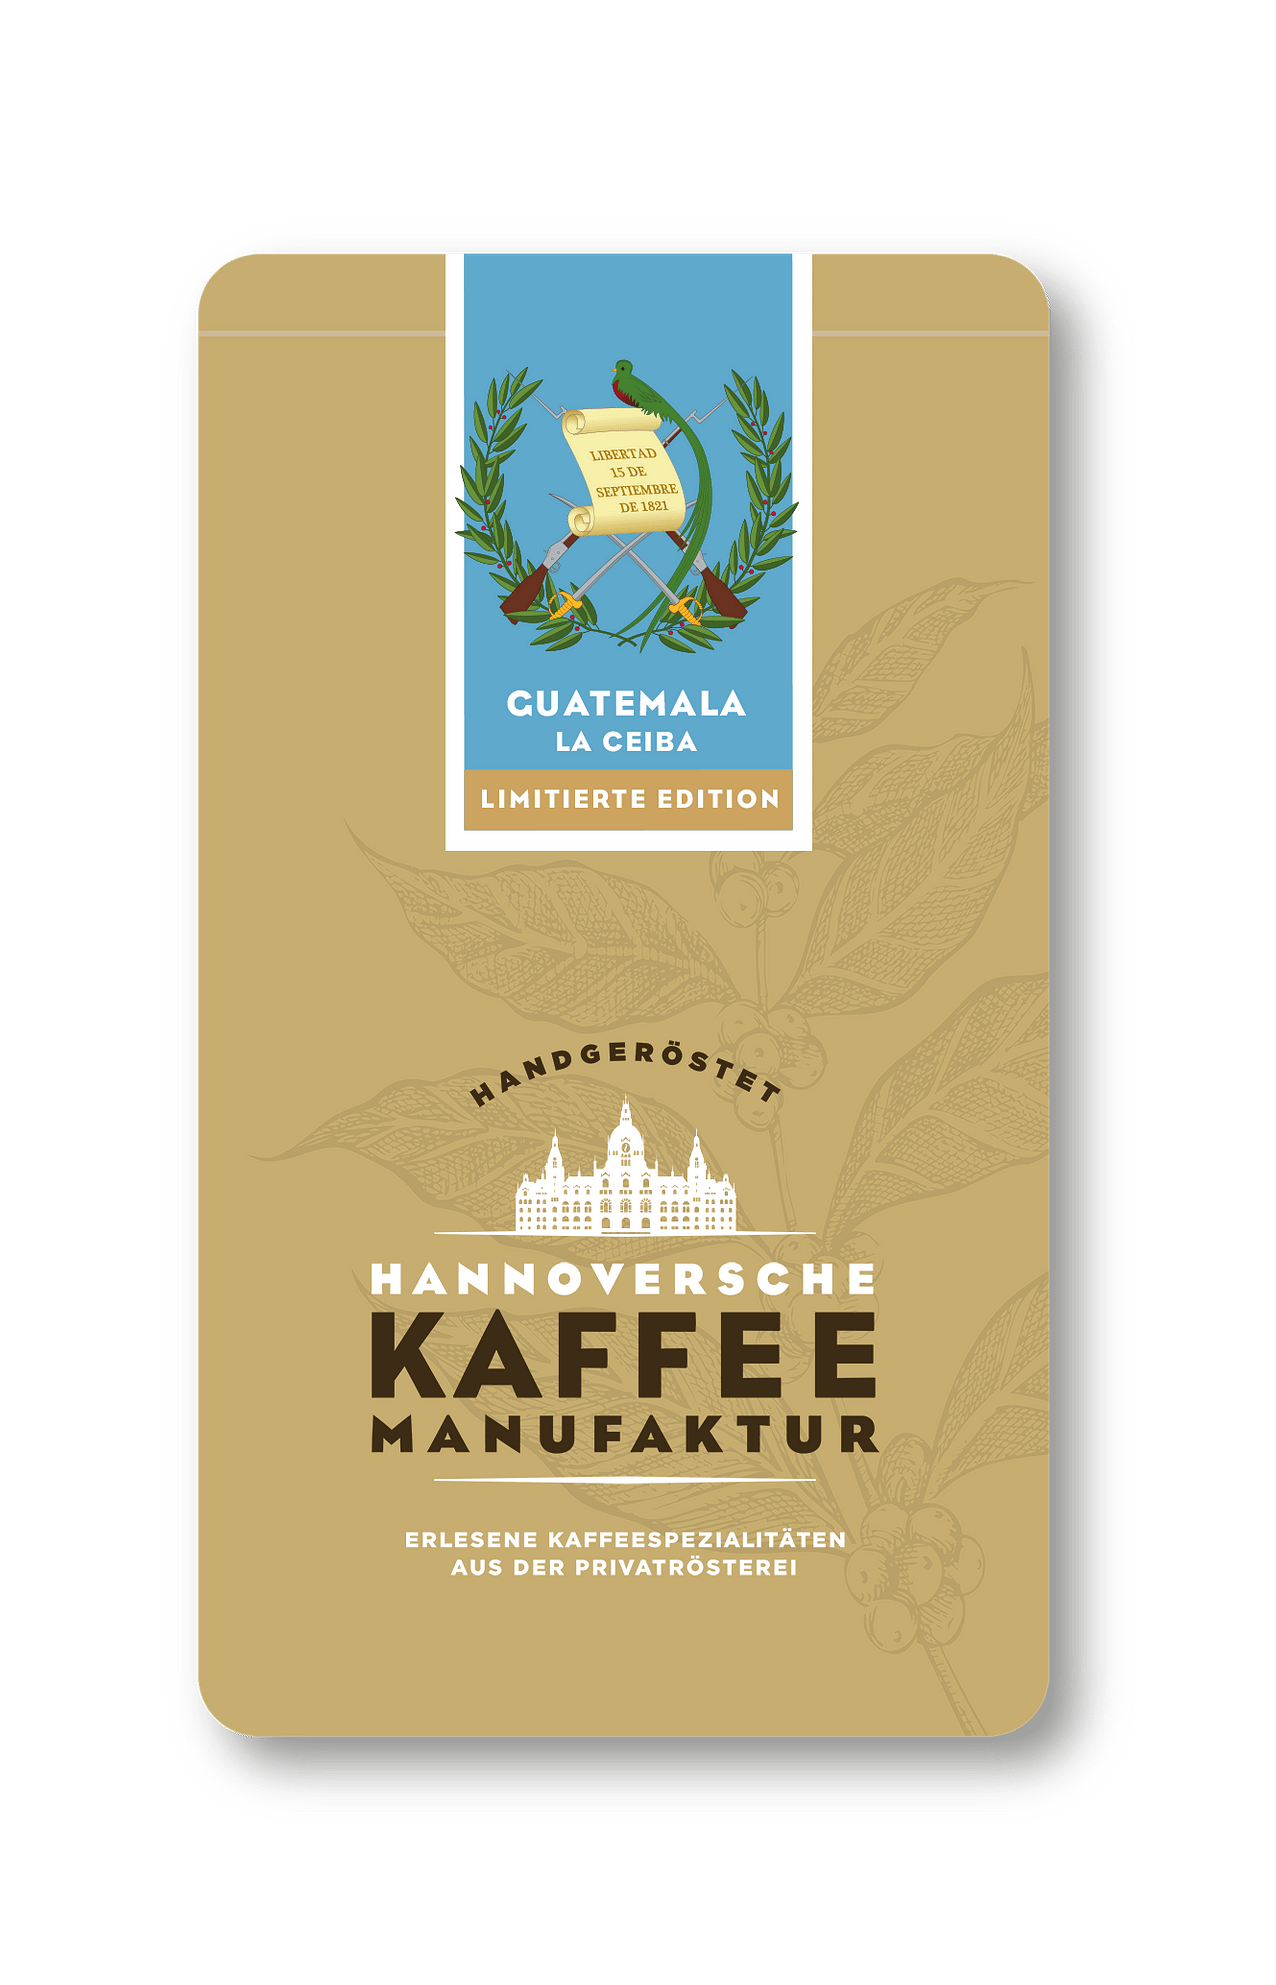 LIBERTAD
15 DE
SEPTIEMBRE
DE 1821
GUATEMALA
LA CEIBA
LIMITIERTE EDITION
HANDGERÖSTET
HANNOVERSCHE
KAFFEE
MANUFAKTUR
ERLESENE KAFFEESPEZIALITÄTEN
AUS DER PRIVATRÖSTEREI